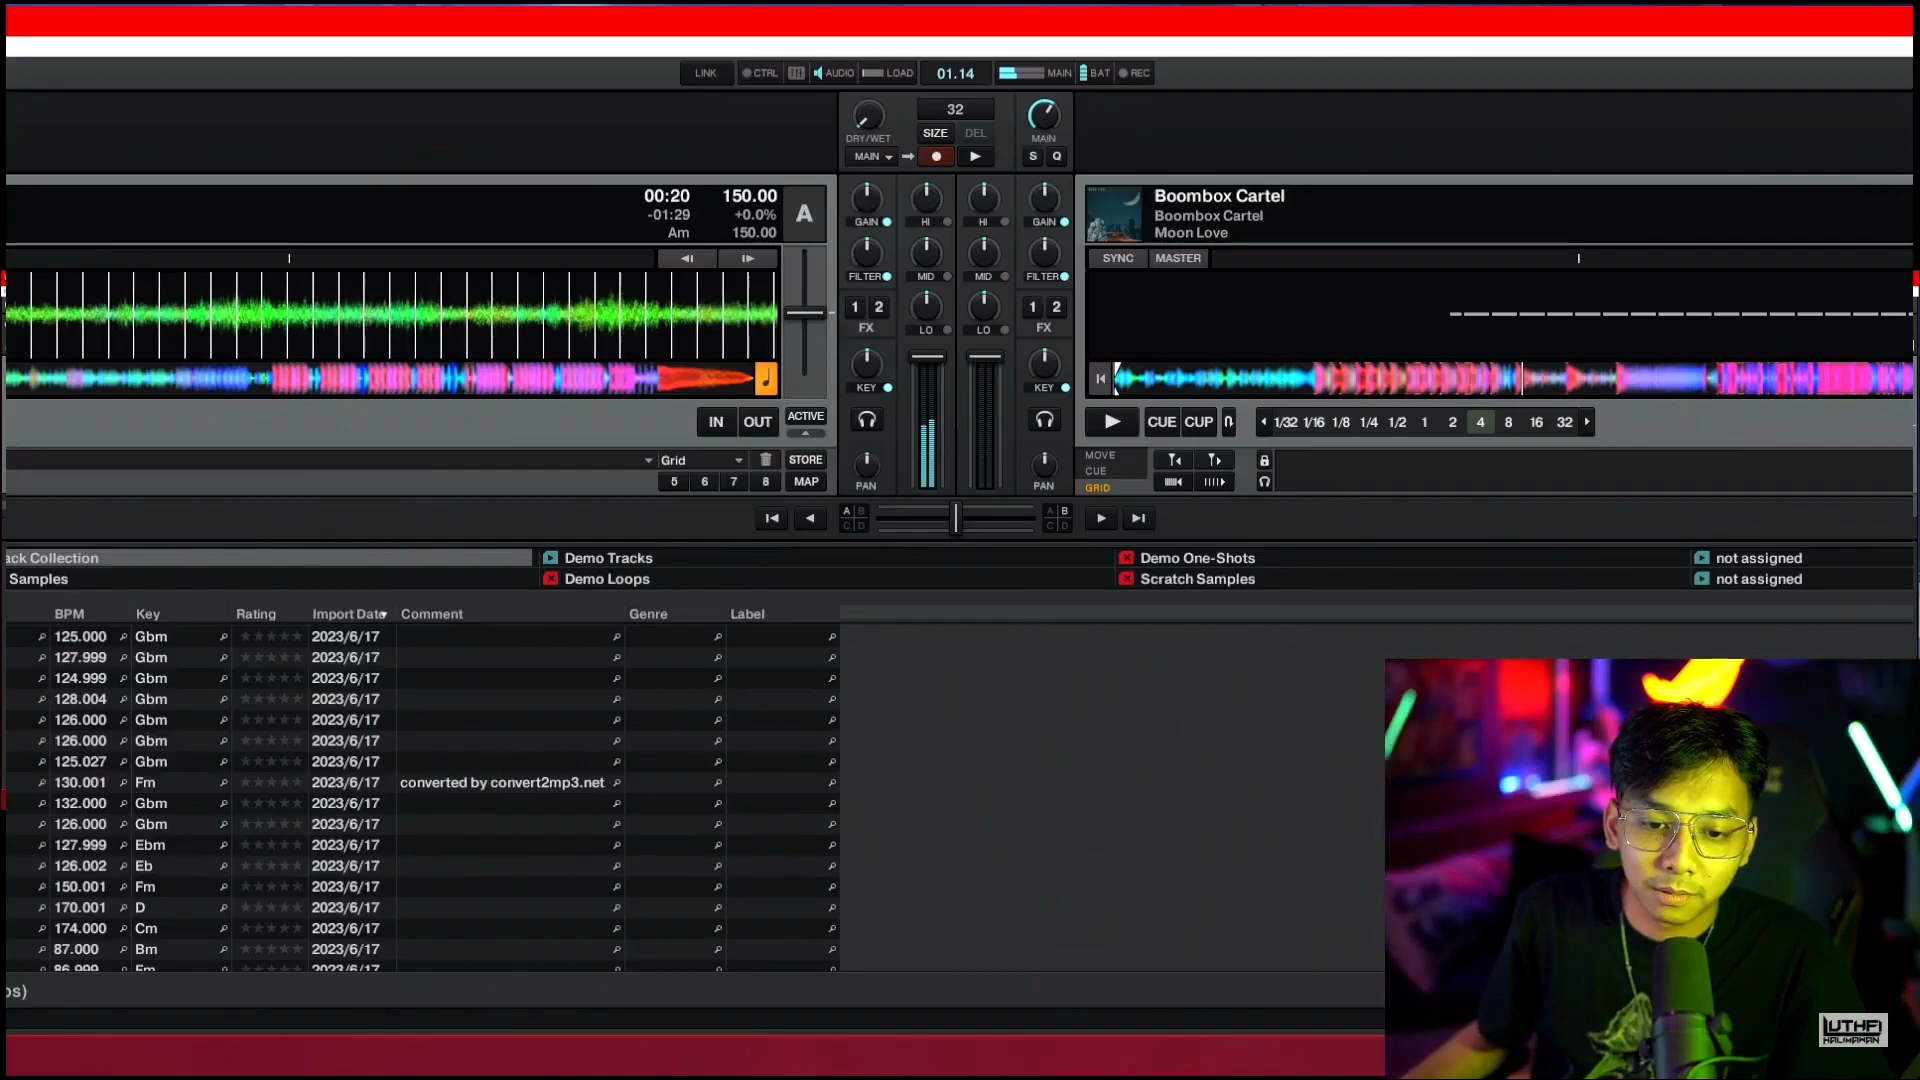 LINK CTRL AUDIO LOAD 01.14 MAIN BAT REC
32
DRY/WET SIZE DEL MAIN
MAIN S Q
00:20 150.00
-01:29 +0.0%
Am 150.00
A
GAIN HI HI GAIN
FILTER MID MID FILTER
1 2 1 2
FX LO LO FX
KEY KEY
PAN PAN
Boombox Cartel
Boombox Cartel
Moon Love
SYNC MASTER
IN OUT ACTIVE
CUE CUP 1/32 1/16 1/8 1/4 1/2 1 2 4 8 16 32
Grid STORE
5 6 7 8 MAP
MOVE
CUE
GRID
A B A B
C D C D
ack Collection Demo Tracks Demo One-Shots not assigned
Samples Demo Loops Scratch Samples not assigned
BPM Key Rating Import Date Comment Genre Label
125.000 Gbm 2023/6/17
127.999 Gbm 2023/6/17
124.999 Gbm 2023/6/17
128.004 Gbm 2023/6/17
126.000 Gbm 2023/6/17
126.000 Gbm 2023/6/17
125.027 Gbm 2023/6/17
130.001 Fm 2023/6/17 converted by convert2mp3.net
132.000 Gbm 2023/6/17
126.000 Gbm 2023/6/17
127.999 Ebm 2023/6/17
126.002 Eb 2023/6/17
150.001 Fm 2023/6/17
170.001 D 2023/6/17
174.000 Cm 2023/6/17
87.000 Bm 2023/6/17
86.999 Em 2023/6/17
os)
LUTHFI
HALIMAWAN